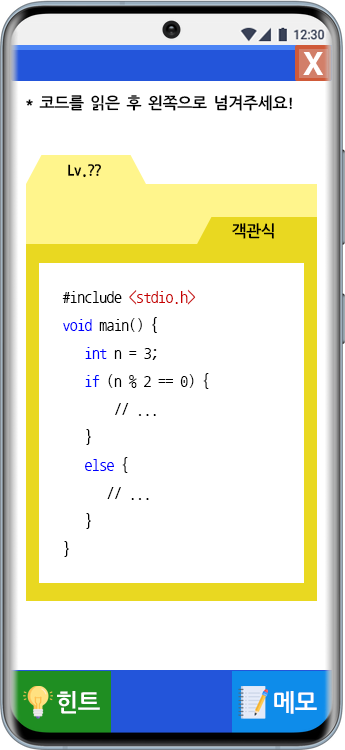 12:30
X
* 코드를 읽은 후 왼쪽으로 넘겨주세요!
Lv.??
객관식
#include <stdio.h>
void main() {
int n = 3;
if (n % 2 == 0) {
// ...
}
else {
// ...
}
}
힌트
메모